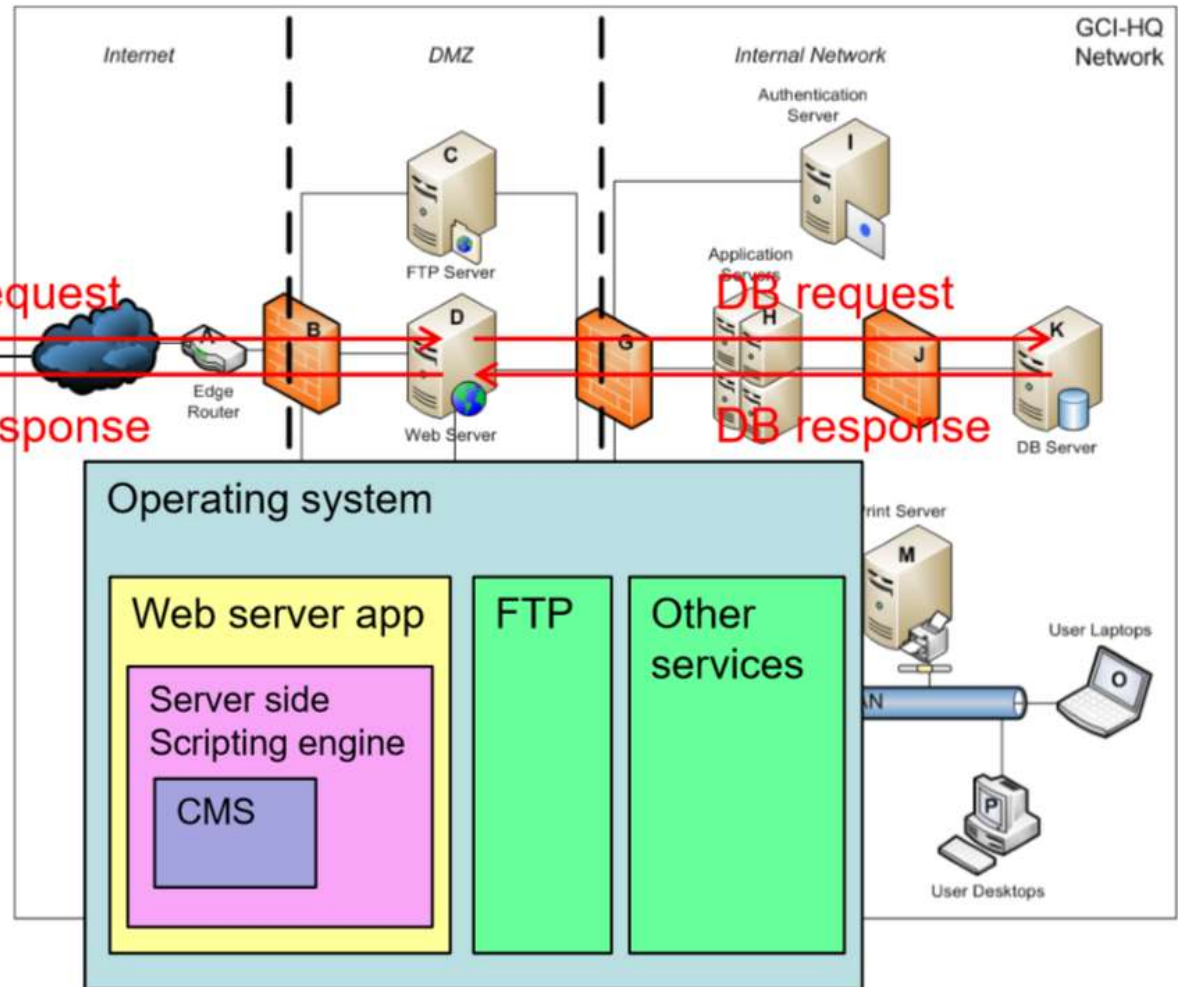 GCI-HQ
Network
Internet
DMZ
Internal Network
Authentication
Server
I
C
FTP Server
Application
Servers
equest
DB request
A
B
D
G
H
J
K
Edge
Router
Web Server
sponse
DB response
DB Server
Operating system
rint Server
M
Web server app
FTP
Other
services
User Laptops
O
AN
Server side
Scripting engine
CMS
P
User Desktops